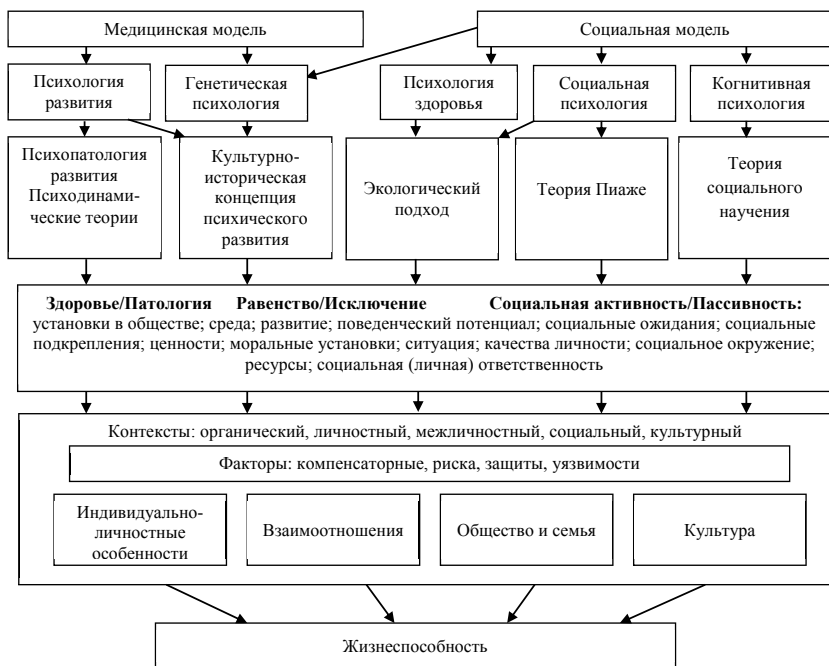 Медицинская модель
Социальная модель
Психология
развития
Генетическая
психология
Психология
здоровья
Социальная
психология
Когнитивная
психология
Психопатология
развития
Психодинами-
ческие теории
Культурно-
историческая
концепция
психического
развития
Экологический
подход
Теория Пиаже
Теория
социального
научения
Здоровье/Патология Равенство/Исключение Социальная активность/Пассивность:
установки в обществе; среда; развитие; поведенческий потенциал; социальные ожидания; социальные
подкрепления; ценности; моральные установки; ситуация; качества личности; социальное окружение;
ресурсы; социальная (личная) ответственность
Контексты: органический, личностный, межличностный, социальный, культурный
Факторы: компенсаторные, риска, защиты, уязвимости
Индивидуально-
личностные
особенности
Взаимоотношения
Общество и семья
Культура
Жизнеспособность